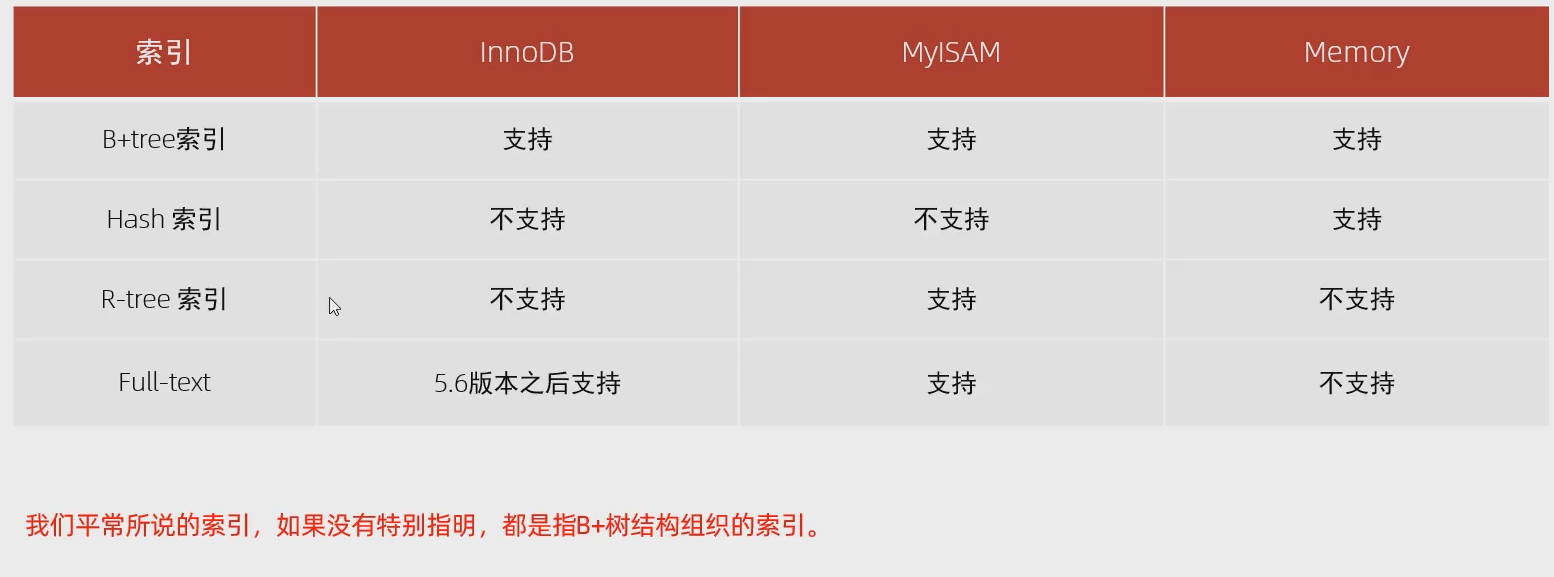 索引 InnoDB MyISAM Memory
B+tree索引 支持 支持 支持
Hash 索引 不支持 不支持 支持
R-tree 索引 不支持 支持 不支持
Full-text 5.6版本之后支持 支持 不支持
我们平常所说的索引，如果没有特别指明，都是指B+树结构组织的索引。